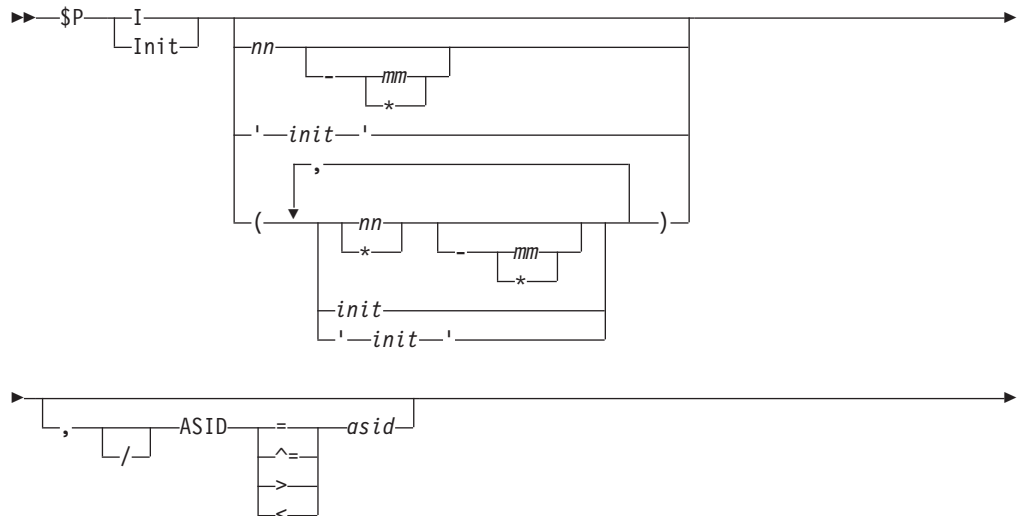 $P I
Init
nn
- mm
*
' init '
,
( nn - mm )
* *
init
' init '
, / ASID = asid
^=
>
<